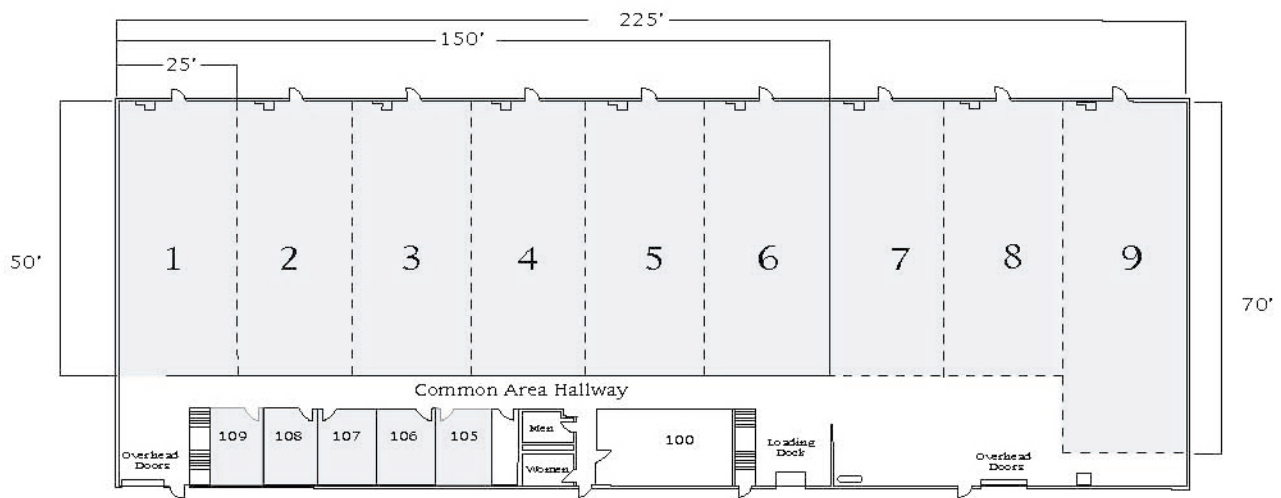 225'
150'
25'
50'
1
2
3
4
5
6
7
8
9
70'
Common Area Hallway
109
108
107
106
105
Men
Women
100
Loading
Dock
Overhead
Doors
Overhead
Doors